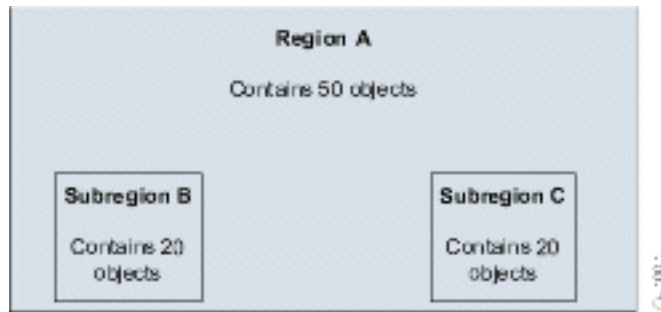 Region A
Contains 50 objects
Subregion B
Contains 20
objects
Subregion C
Contains 20
objects